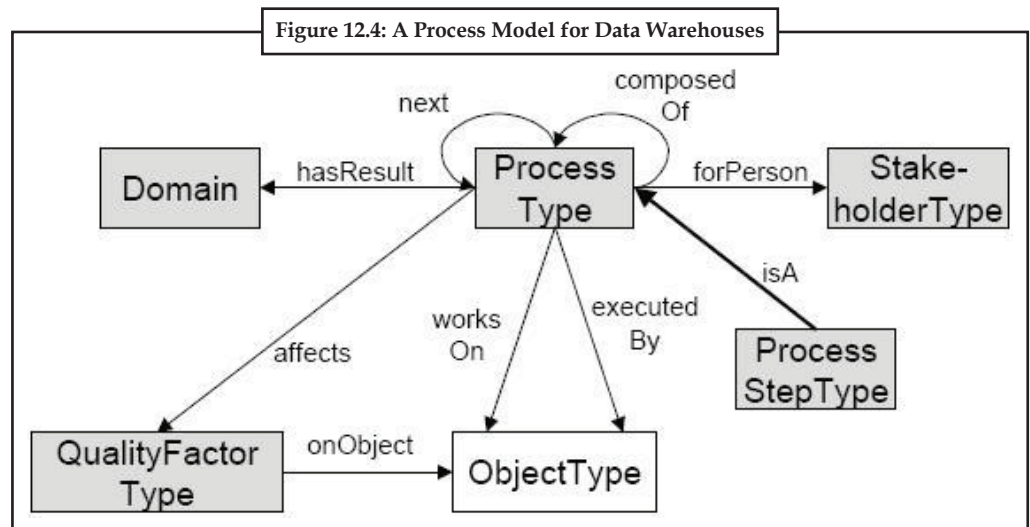 Figure 12.4: A Process Model for Data Warehouses
next
composed
Of
Domain
hasResult
Process
Type
forPerson
Stake-
holderType
isA
works
On
executed
By
affects
Process
StepType
QualityFactor
Type
onObject
ObjectType